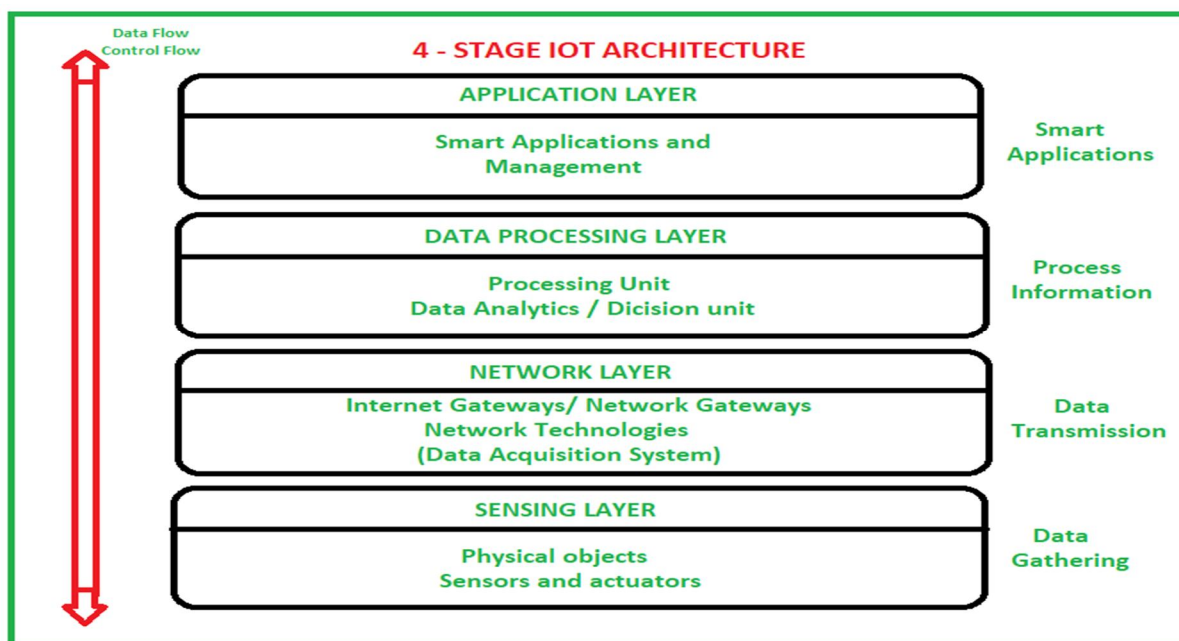 Data Flow
Control Flow
4 - STAGE IOT ARCHITECTURE
APPLICATION LAYER
Smart Applications and
Management
Smart
Applications
DATA PROCESSING LAYER
Processing Unit
Data Analytics / Dicision unit
Process
Information
NETWORK LAYER
Internet Gateways/ Network Gateways
Network Technologies
(Data Acquisition System)
Data
Transmission
SENSING LAYER
Physical objects
Sensors and actuators
Data
Gathering